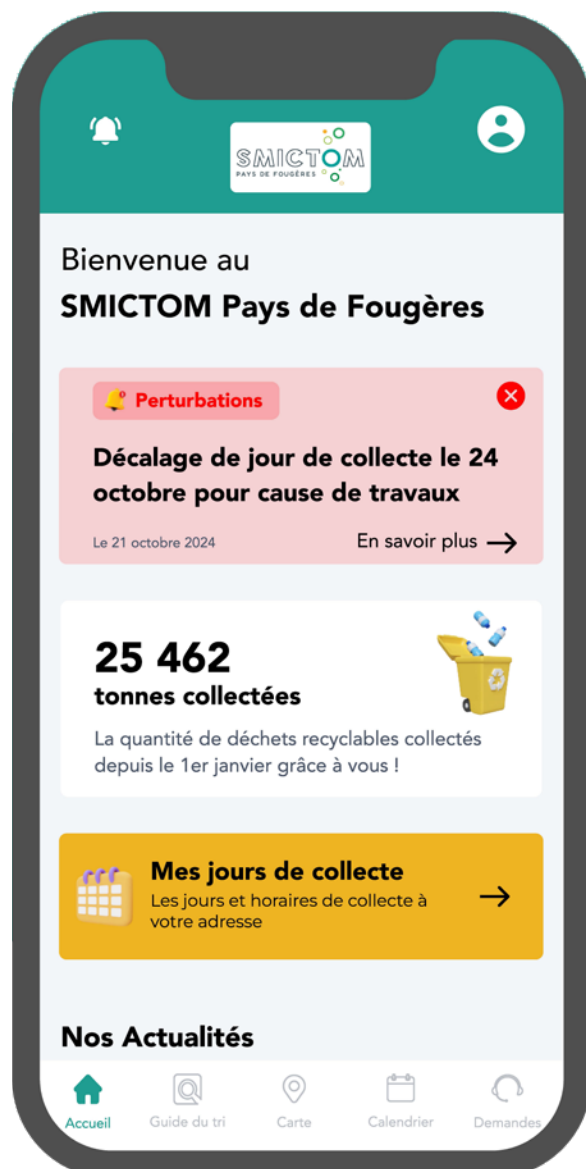 SMICTOM
PAYS DE FOUGÈRES
Bienvenue au
SMICTOM Pays de Fougères
Perturbations
Décalage de jour de collecte le 24
octobre pour cause de travaux
Le 21 octobre 2024
En savoir plus
25 462
tonnes collectées
La quantité de déchets recyclables collectés
depuis le 1er janvier grâce à vous !
Mes jours de collecte
Les jours et horaires de collecte à
votre adresse
Nos Actualités
Accueil
Guide du tri
Carte
Calendrier
Demandes